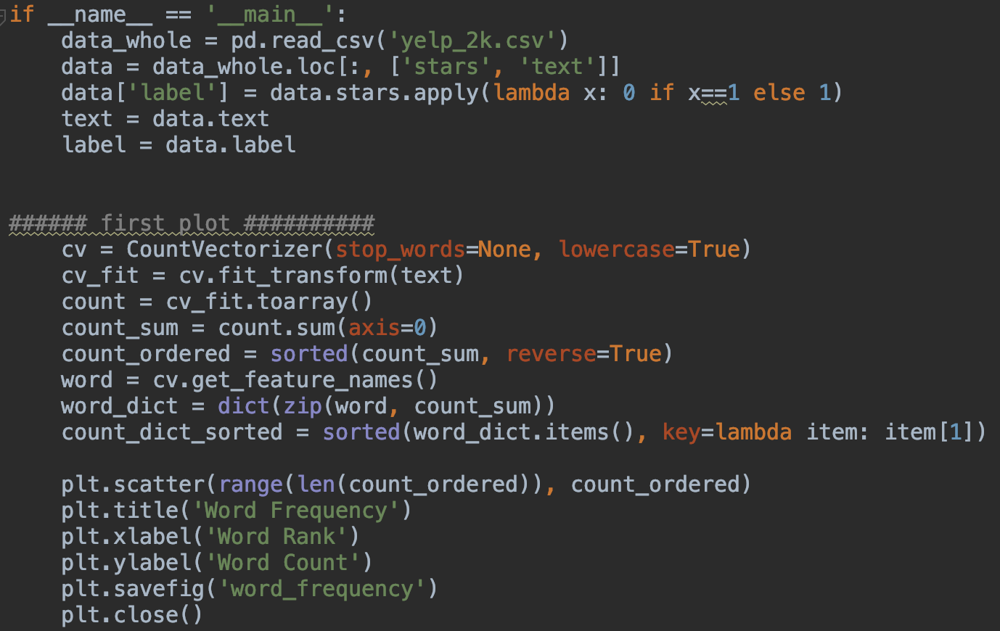 if __name__ == '__main__':
    data_whole = pd.read_csv('yelp_2k.csv')
    data = data_whole.loc[:, ['stars', 'text']]
    data['label'] = data.stars.apply(lambda x: 0 if x==1 else 1)
    text = data.text
    label = data.label
###### first plot ##########
    cv = CountVectorizer(stop_words=None, lowercase=True)
    cv_fit = cv.fit_transform(text)
    count = cv_fit.toarray()
    count_sum = count.sum(axis=0)
    count_ordered = sorted(count_sum, reverse=True)
    word = cv.get_feature_names()
    word_dict = dict(zip(word, count_sum))
    count_dict_sorted = sorted(word_dict.items(), key=lambda item: item[1])
    plt.scatter(range(len(count_ordered)), count_ordered)
    plt.title('Word Frequency')
    plt.xlabel('Word Rank')
    plt.ylabel('Word Count')
    plt.savefig('word_frequency')
    plt.close()